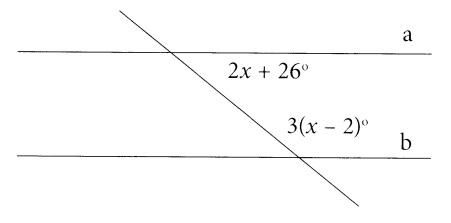 a
2x + 26°
3(x – 2)°
b